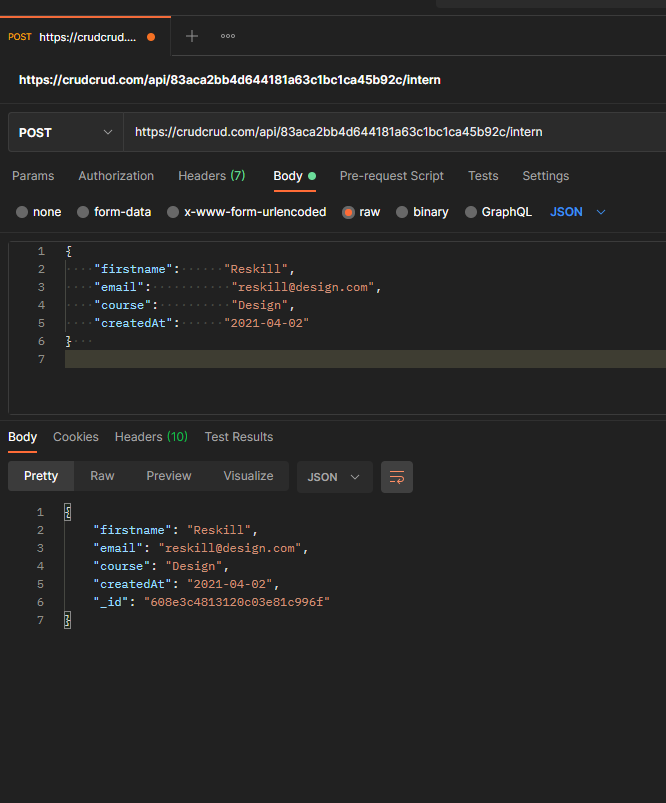 POST https://crudcrud....
https://crudcrud.com/api/83aca2bb4d644181a63c1bc1ca45b92c/intern
POST https://crudcrud.com/api/83aca2bb4d644181a63c1bc1ca45b92c/intern
Params Authorization Headers (7) Body Pre-request Script Tests Settings
none form-data x-www-form-urlencoded raw binary GraphQL JSON
1 {
2 "firstname": "Reskill",
3 "email": "reskill@design.com",
4 "course": "Design",
5 "createdAt": "2021-04-02"
6 }
7
Body Cookies Headers (10) Test Results
Pretty Raw Preview Visualize JSON
1 {
2 "firstname": "Reskill",
3 "email": "reskill@design.com",
4 "course": "Design",
5 "createdAt": "2021-04-02",
6 "_id": "608e3c4813120c03e81c996f"
7 }